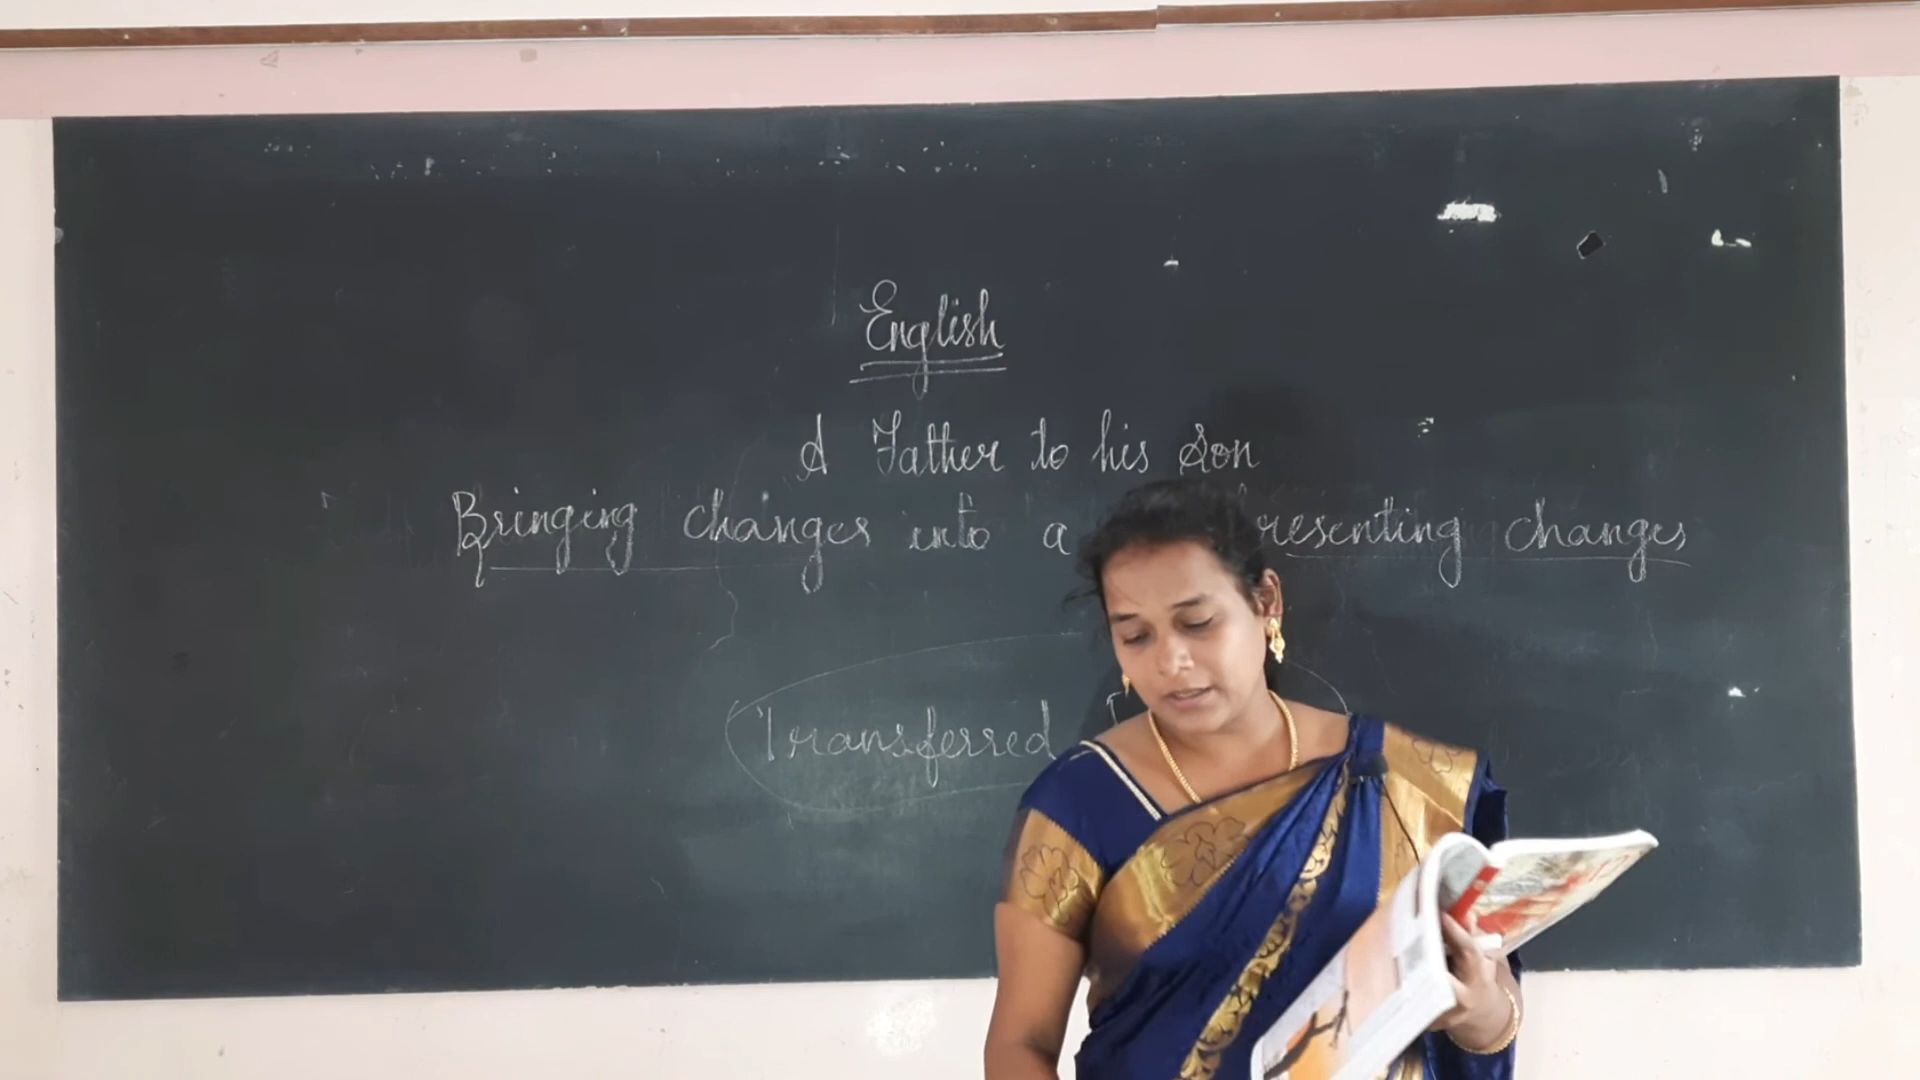 English
A Father to his Son
Bringing changes into a resenting changes
Transferred